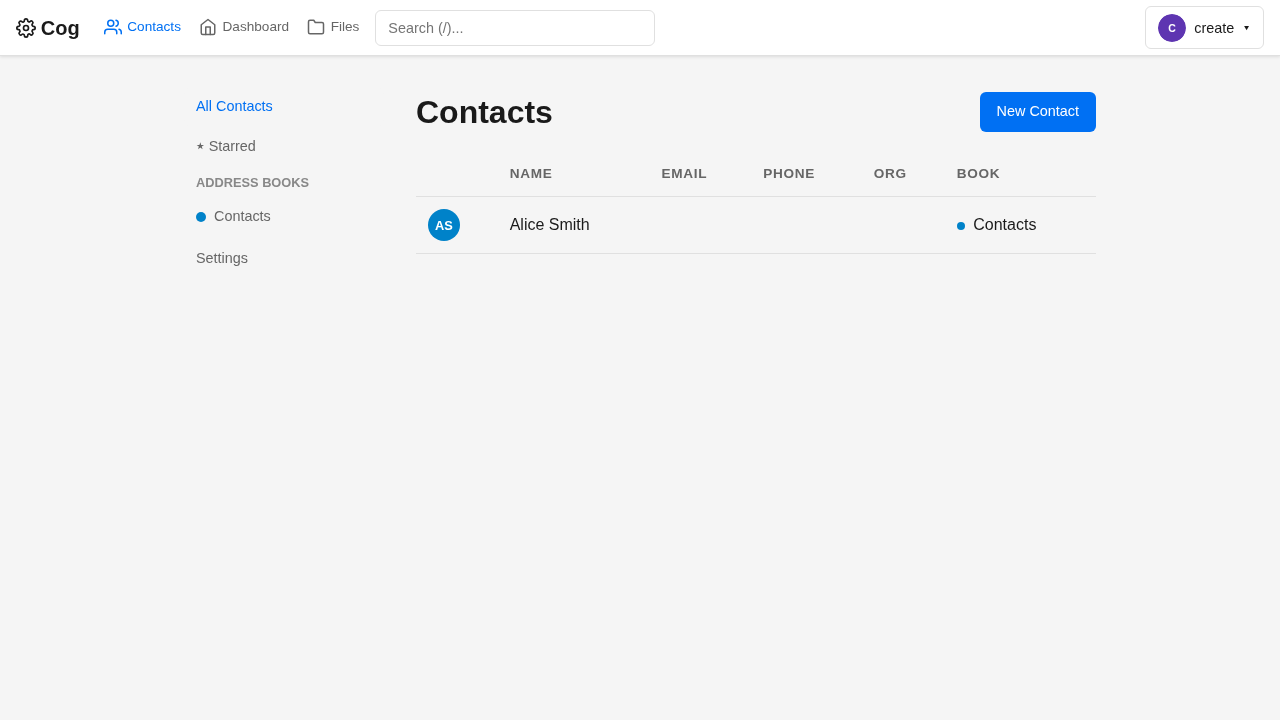 Cog Contacts Dashboard Files Search (/)... C create
All Contacts
Contacts New Contact
★ Starred
NAME EMAIL PHONE ORG BOOK
ADDRESS BOOKS
Contacts
AS Alice Smith Contacts
Settings